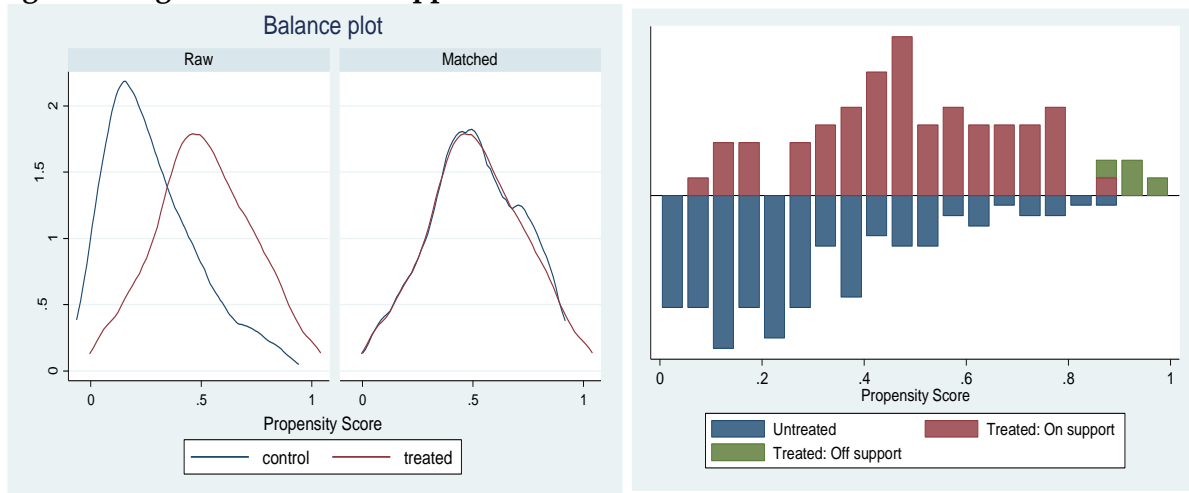 Balance plot
Raw Matched
2
1.5
1
.5
0
0 .5 1 0 .5 1
Propensity Score
control treated
0 .2 .4 .6 .8 1
Propensity Score
Untreated Treated: On support
Treated: Off support